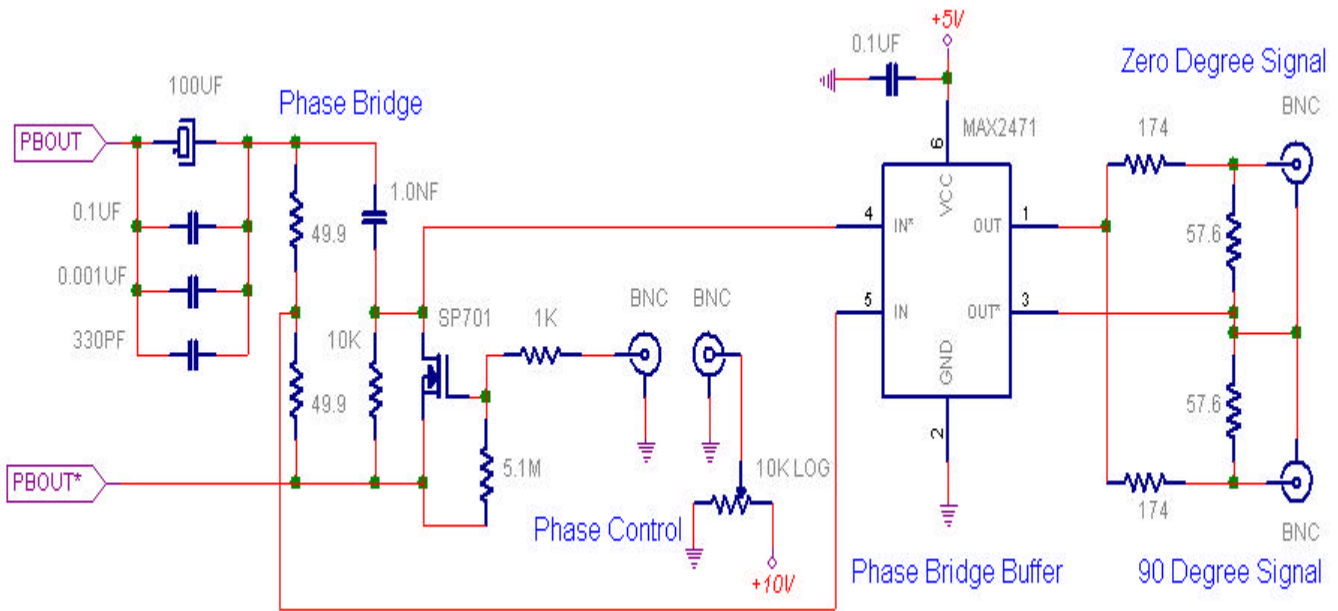 +5V
0.1UF
Zero Degree Signal
100UF
Phase Bridge
BNC
PBOUT
MAX2471
174
6
VCC
1.0NF
0.1UF
49.9
4
IN*
OUT
1
57.6
0.001UF
BNC
BNC
5
IN
OUT*
3
SP701
1K
330PF
10K
GND
49.9
57.6
2
5.1M
10K LOG
PBOUT*
174
Phase Control
BNC
+10V
Phase Bridge Buffer
90 Degree Signal